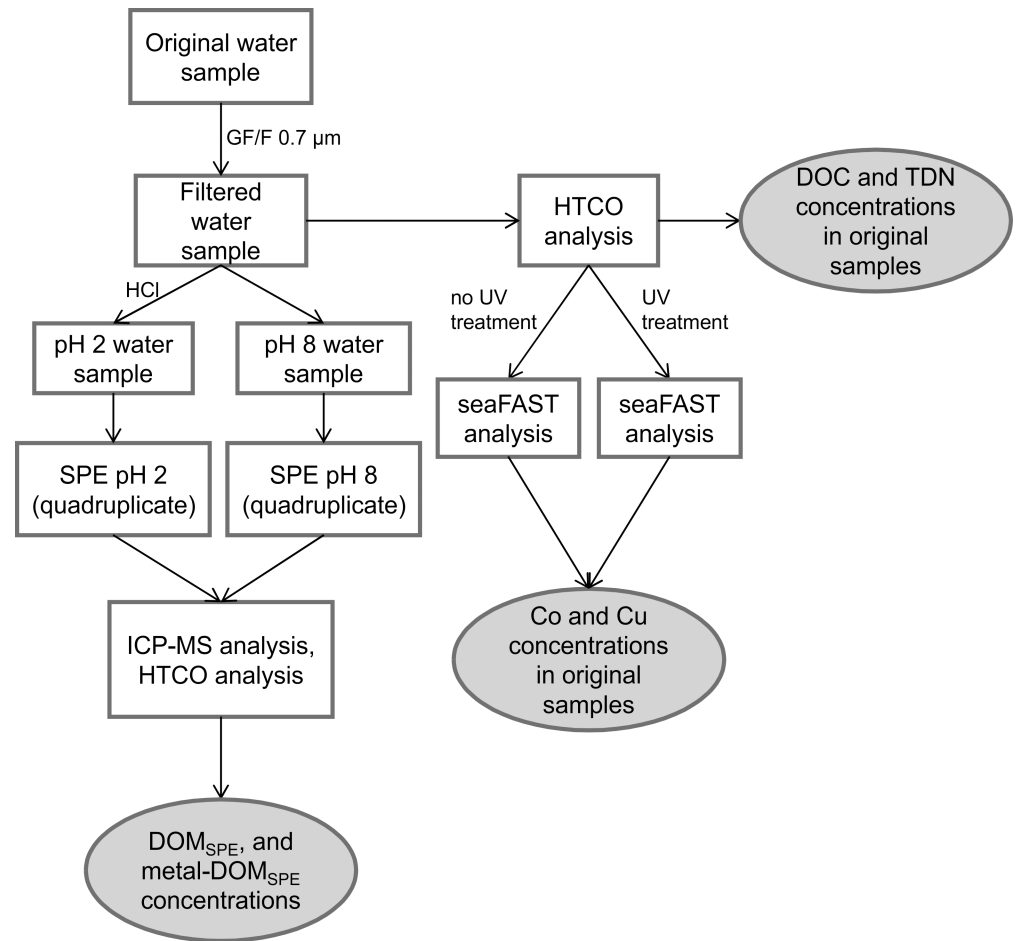 Original water
sample
GF/F 0.7 µm
Filtered
water
sample
HTCO
analysis
DOC and TDN
concentrations
in original
samples
HCl
no UV
treatment
UV
treatment
pH 2 water
sample
pH 8 water
sample
seaFAST
analysis
seaFAST
analysis
SPE pH 2
(quadruplicate)
SPE pH 8
(quadruplicate)
ICP-MS analysis,
HTCO analysis
Co and Cu
concentrations
in original
samples
DOMSPE, and
metal-DOMSPE
concentrations